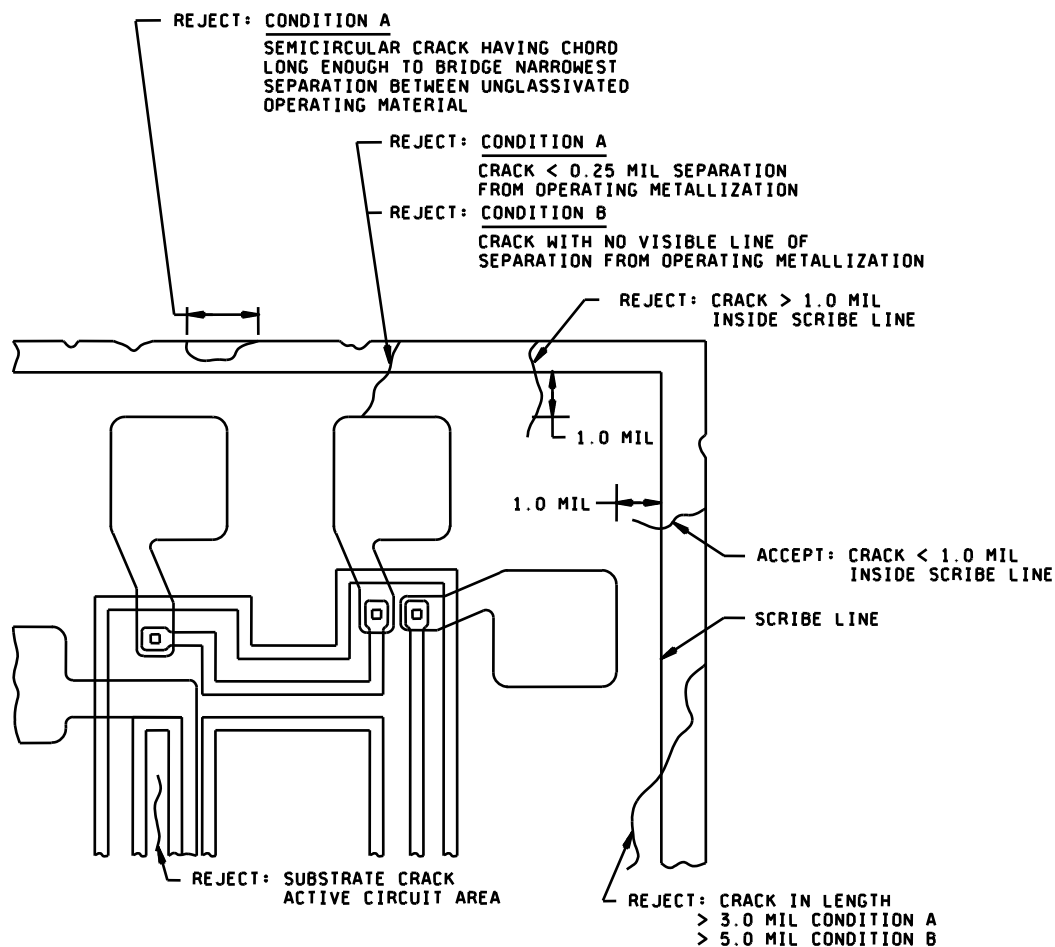 REJECT: CONDITION A
SEMICIRCULAR CRACK HAVING CHORD
LONG ENOUGH TO BRIDGE NARROWEST
SEPARATION BETWEEN UNGLASSIVATED
OPERATING MATERIAL
REJECT: CONDITION A
CRACK < 0.25 MIL SEPARATION
FROM OPERATING METALLIZATION
REJECT: CONDITION B
CRACK WITH NO VISIBLE LINE OF
SEPARATION FROM OPERATING METALLIZATION
REJECT: CRACK > 1.0 MIL
INSIDE SCRIBE LINE
1.0 MIL
1.0 MIL
ACCEPT: CRACK < 1.0 MIL
INSIDE SCRIBE LINE
SCRIBE LINE
REJECT: SUBSTRATE CRACK
ACTIVE CIRCUIT AREA
REJECT: CRACK IN LENGTH
> 3.0 MIL CONDITION A
> 5.0 MIL CONDITION B